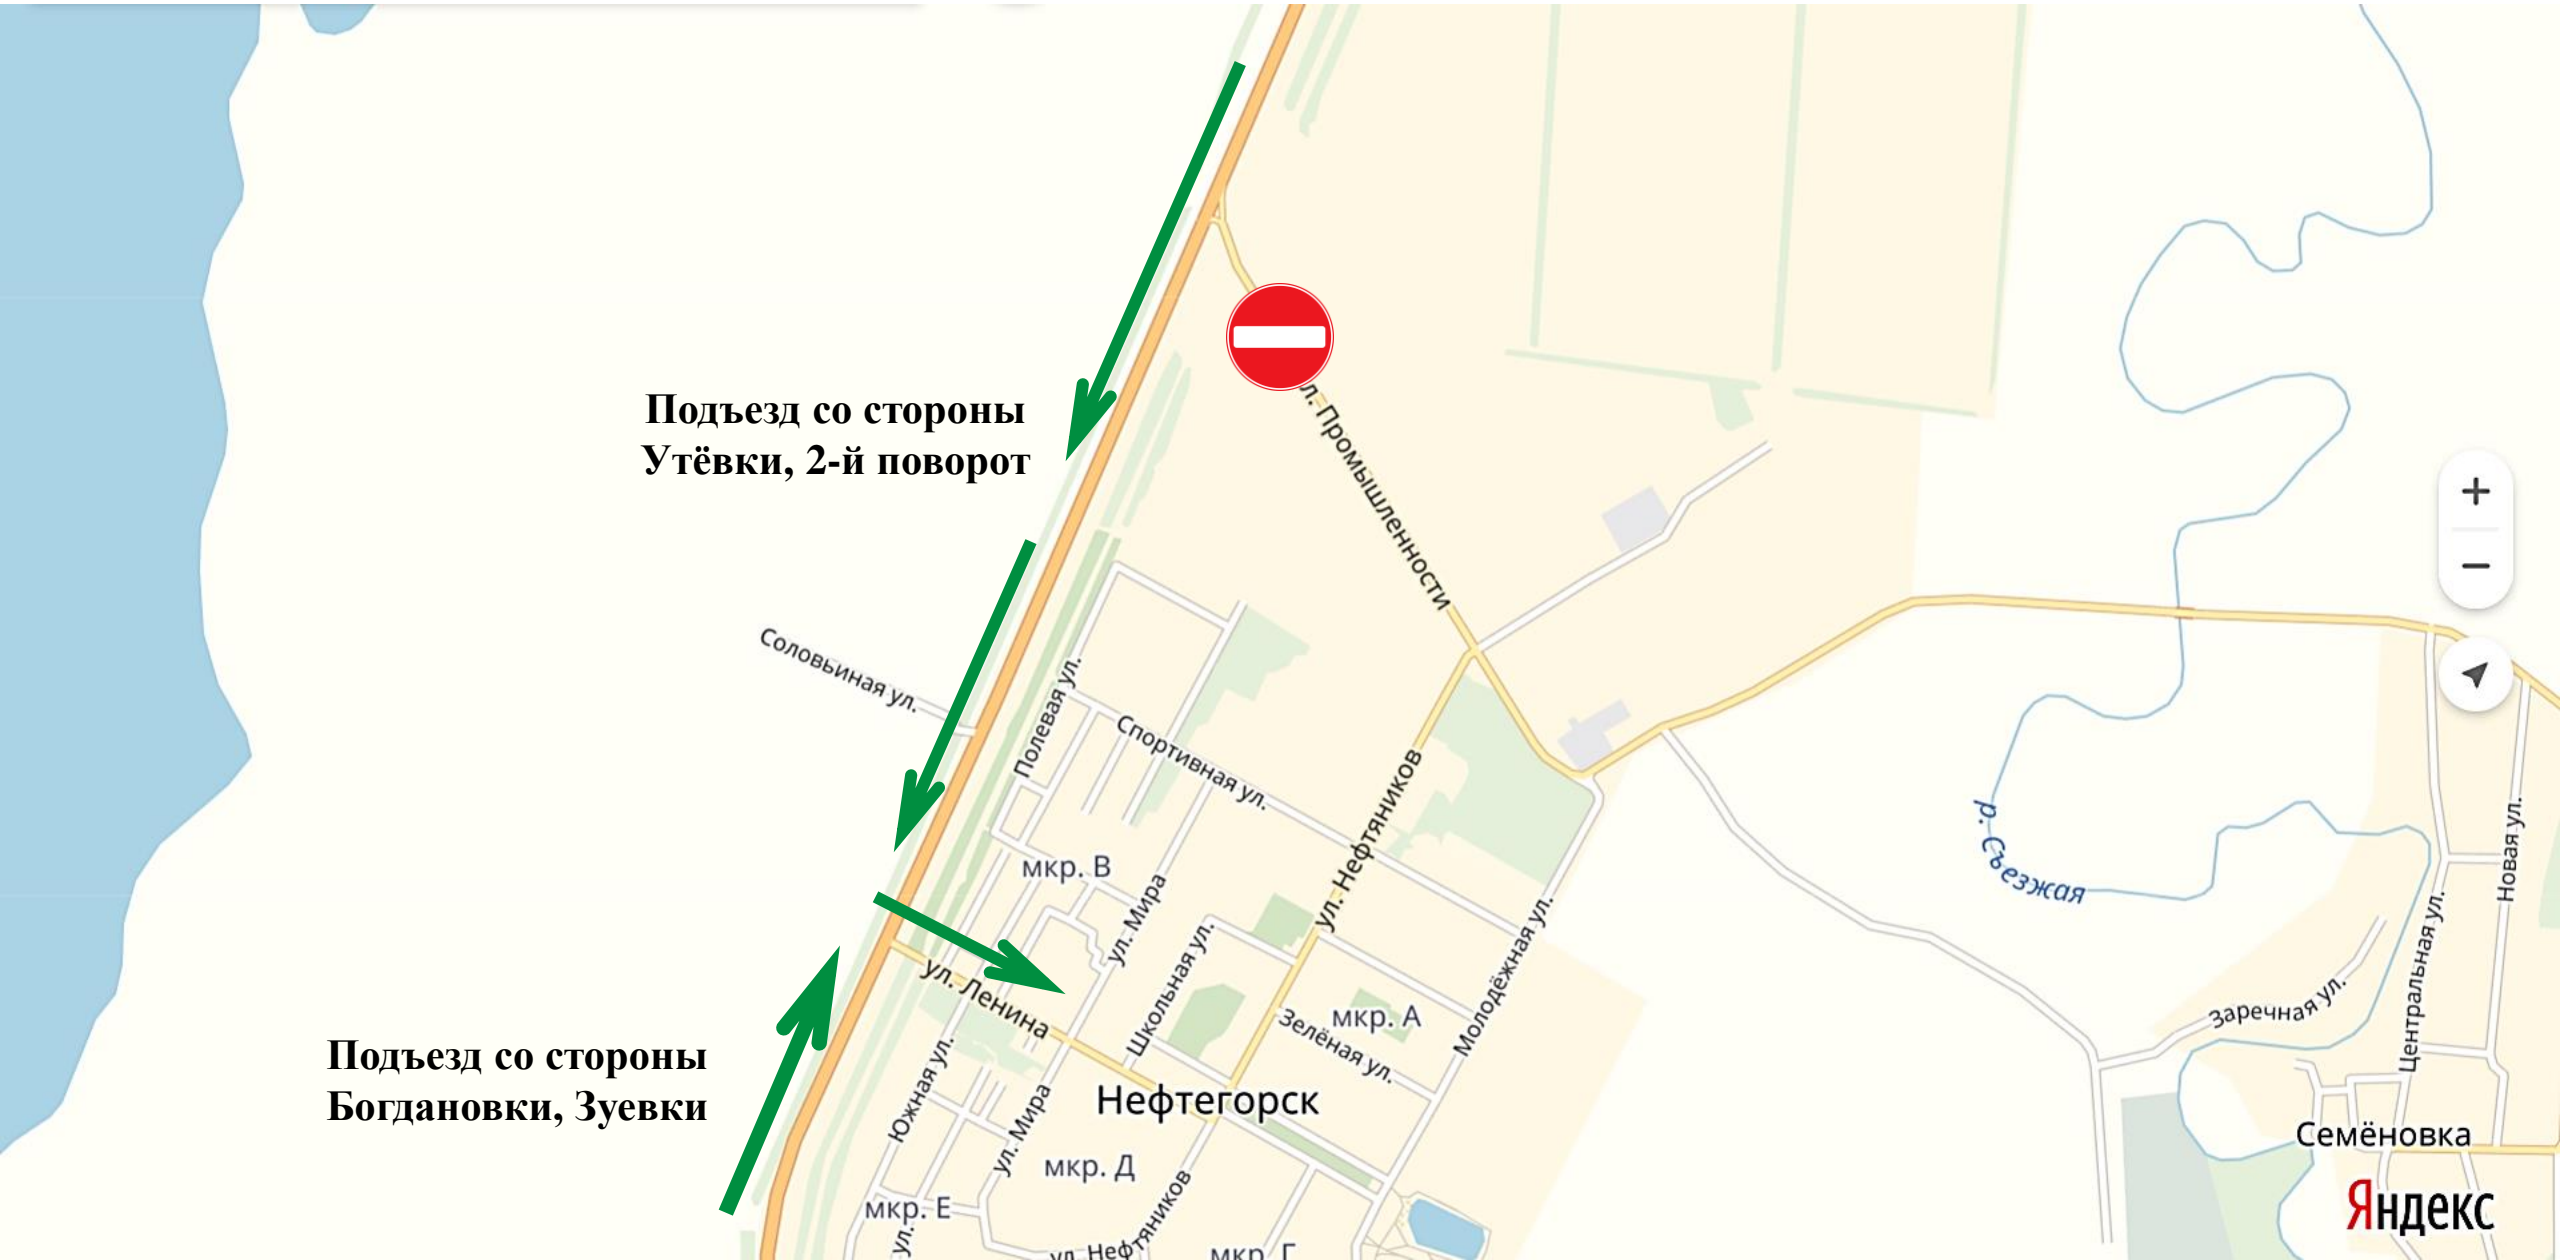 Подъезд со стороны
Утёвки, 2-й поворот
л. Промышленности
Соловьиная ул.
Полевая ул.
Спортивная ул.
ул. Нефтяников
мкр. В
ул. Мира
Школьная ул.
Молодёжная ул.
ул. Ленина
Зелёная ул.
мкр. А
Подъезд со стороны
Богдановки, Зуевки
Южная ул.
ул. Мира
Нефтегорск
мкр. Д
мкр. Е
ул.
ул. Нефтяников
мкр. Г
р. Съезжая
Новая ул.
Центральная ул.
Заречная ул.
Семёновка
Яндекс
+
−